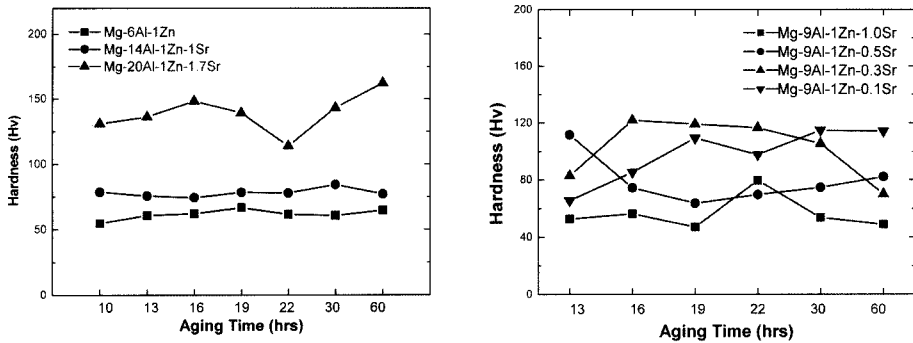 200
150
100
50
0
Hardness (Hv)
Mg-6Al-1Zn
Mg-14Al-1Zn-1Sr
Mg-20Al-1Zn-1.7Sr
10 13 16 19 22 30 60
Aging Time (hrs)
200
160
120
80
40
0
Hardness (Hv)
Mg-9Al-1Zn-1.0Sr
Mg-9Al-1Zn-0.5Sr
Mg-9Al-1Zn-0.3Sr
Mg-9Al-1Zn-0.1Sr
13 16 19 22 30 60
Aging Time (hrs)